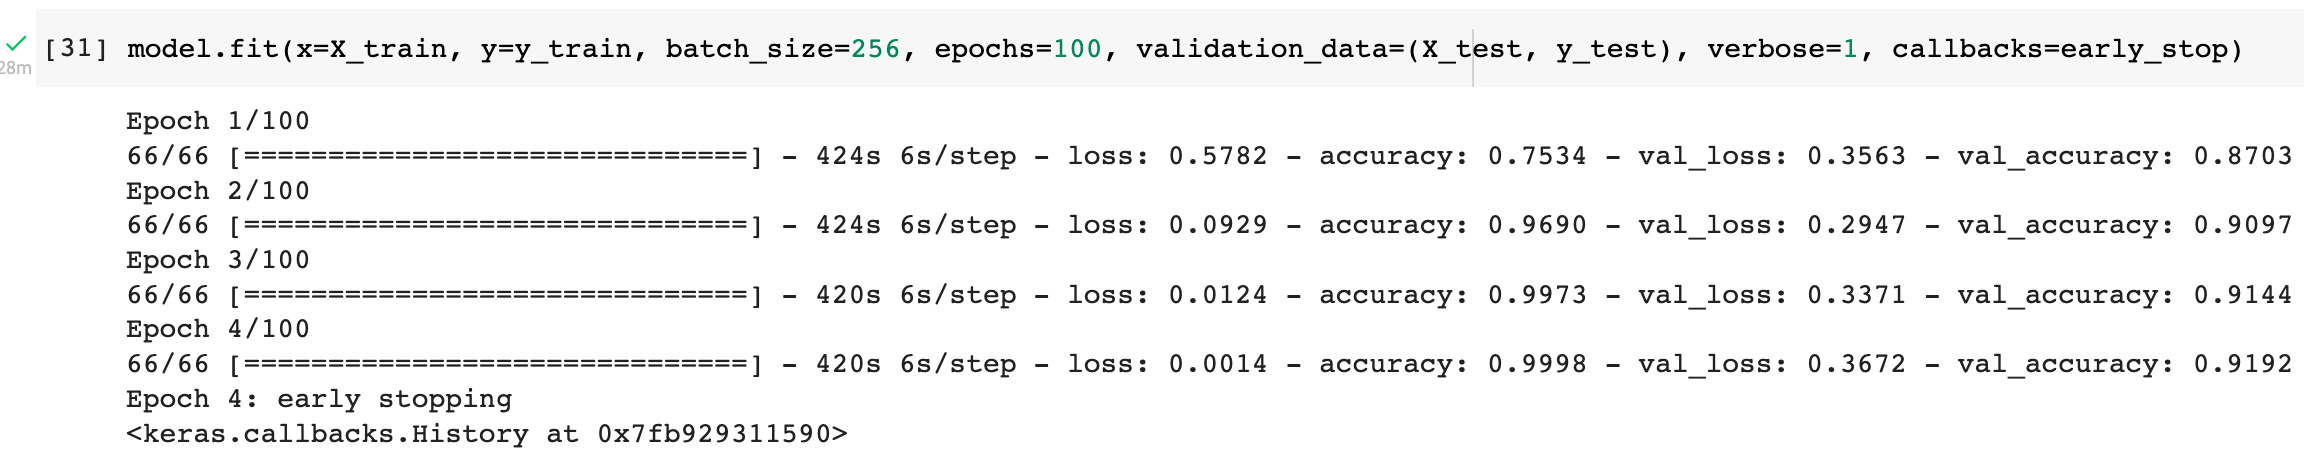 [31] model.fit(x=X_train, y=y_train, batch_size=256, epochs=100, validation_data=(X_test, y_test), verbose=1, callbacks=early_stop)
28m
Epoch 1/100
66/66 [==============================] - 424s 6s/step - loss: 0.5782 - accuracy: 0.7534 - val_loss: 0.3563 - val_accuracy: 0.8703
Epoch 2/100
66/66 [==============================] - 424s 6s/step - loss: 0.0929 - accuracy: 0.9690 - val_loss: 0.2947 - val_accuracy: 0.9097
Epoch 3/100
66/66 [==============================] - 420s 6s/step - loss: 0.0124 - accuracy: 0.9973 - val_loss: 0.3371 - val_accuracy: 0.9144
Epoch 4/100
66/66 [==============================] - 420s 6s/step - loss: 0.0014 - accuracy: 0.9998 - val_loss: 0.3672 - val_accuracy: 0.9192
Epoch 4: early stopping
<keras.callbacks.History at 0x7fb929311590>